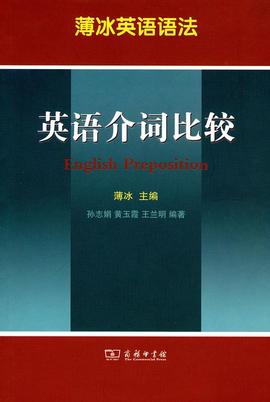 薄冰英语语法
英语介词比较
English Preposition
薄冰 主编
孙志娟 黄玉霞 王兰明 编著
商务印书馆
The Commercial Press